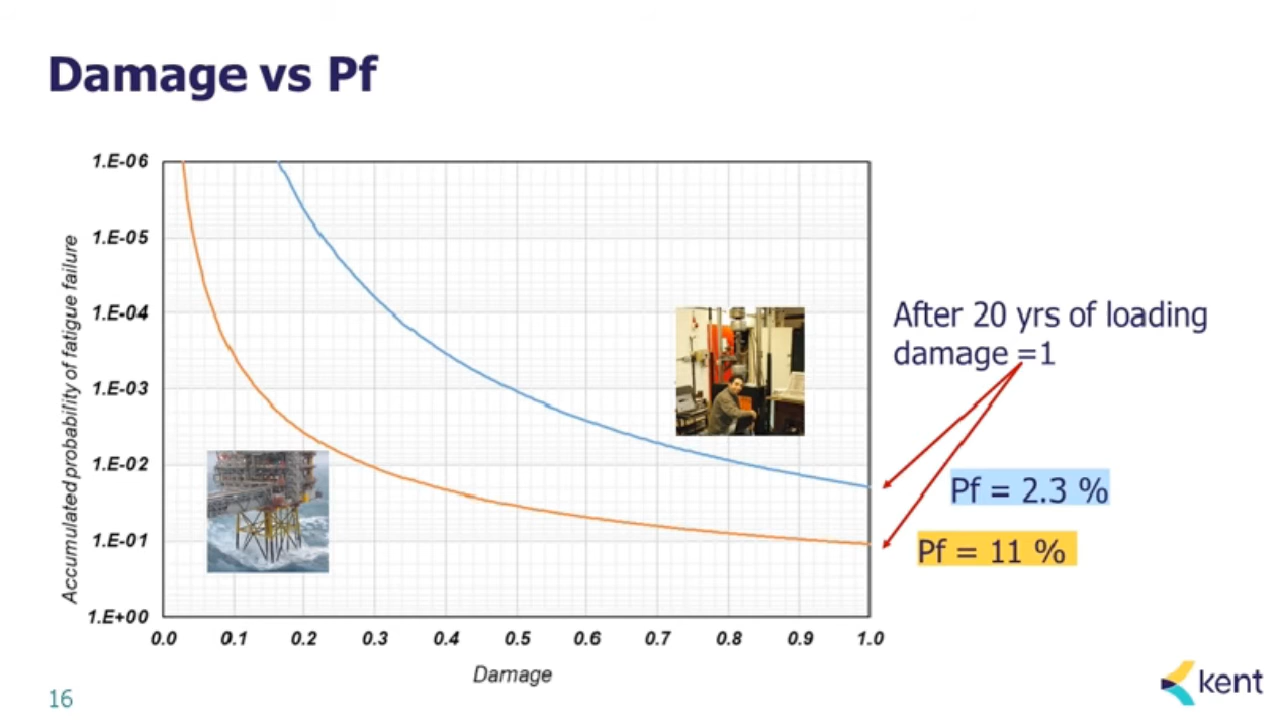 Damage vs Pf
Accumulated probability of fatigue failure
1.E-06
1.E-05
1.E-04
1.E-03
1.E-02
1.E-01
1.E+00
0.0 0.1 0.2 0.3 0.4 0.5 0.6 0.7 0.8 0.9 1.0
Damage
After 20 yrs of loading
damage =1
Pf = 2.3 %
Pf = 11 %
16
kent